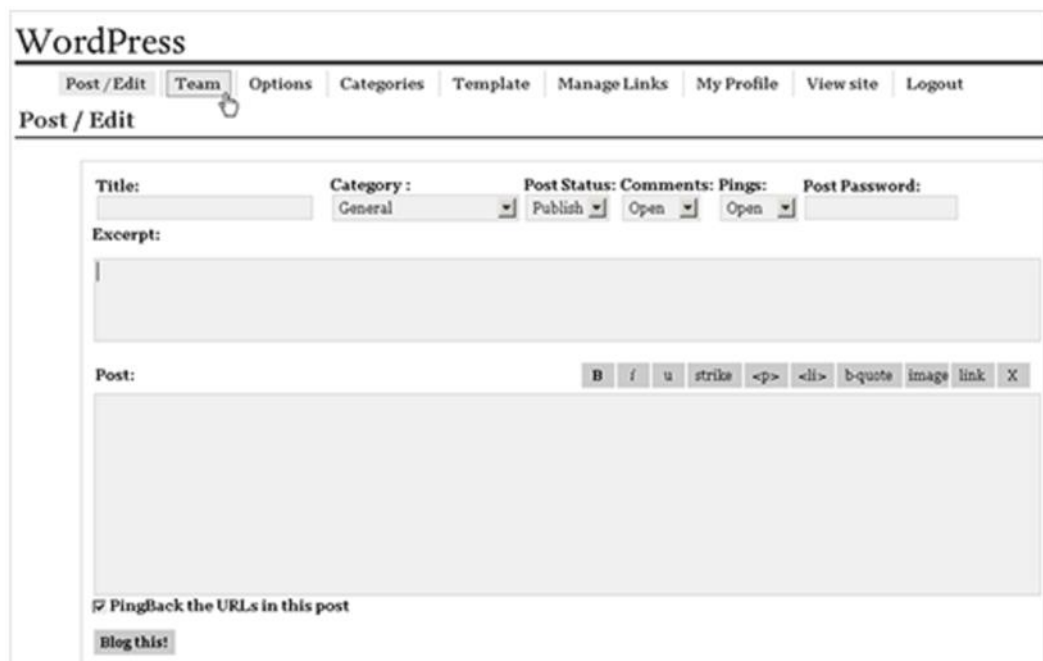 WordPress
Post / Edit Team Options Categories Template Manage Links My Profile View site Logout
Post / Edit
Title: Category : Post Status: Comments: Pings: Post Password:
General Publish Open Open
Excerpt:
Post: B i u strike <p> <li> b-quote image link X
PingBack the URLs in this post
Blog this!